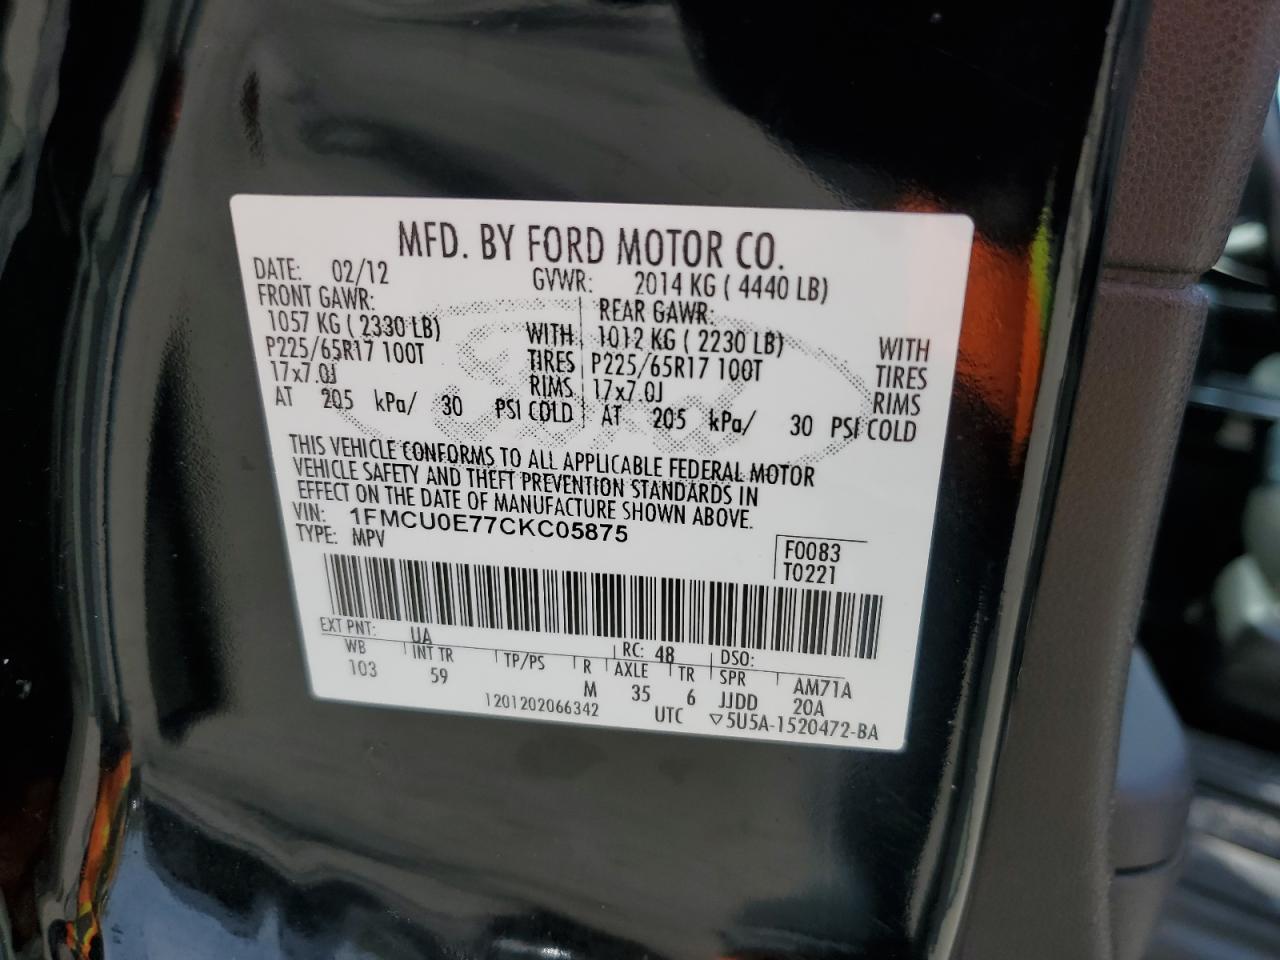 MFD. BY FORD MOTOR CO.
DATE: 02/12 GVWR: 2014 KG ( 4440 LB)
FRONT GAWR: REAR GAWR:
1057 KG ( 2330 LB) WITH 1012 KG ( 2230 LB) WITH
P225/65R17 100T TIRES P225/65R17 100T TIRES
17x7.0J RIMS 17x7.0J RIMS
AT 205 kPa/ 30 PSI COLD AT 205 kPa/ 30 PSI COLD
THIS VEHICLE CONFORMS TO ALL APPLICABLE FEDERAL MOTOR
VEHICLE SAFETY AND THEFT PREVENTION STANDARDS IN
EFFECT ON THE DATE OF MANUFACTURE SHOWN ABOVE.
VIN: 1FMCU0E77CKC05875
TYPE: MPV
F0083
T0221
EXT PNT: UA RC: 48 DSO:
WB INT TR TP/PS R AXLE TR SPR AM71A
103 59 M 35 6 JJDD 20A
1201202066342 UTC ▽5U5A-1520472-BA